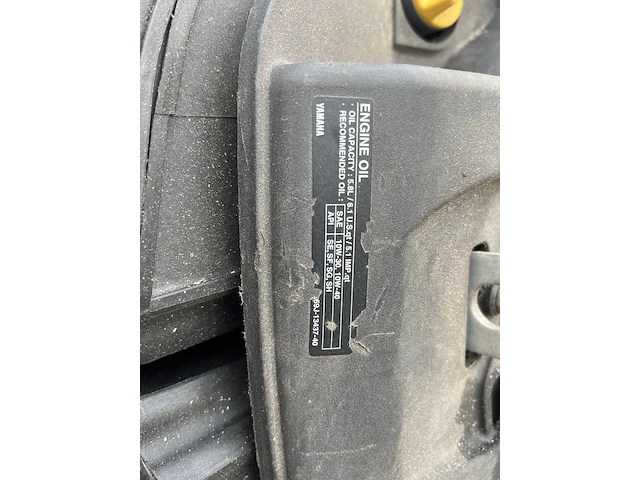 ENGINE OIL
· OIL CAPACITY : 5.8L / 6.1 U.S.qt / 5.1 IMP.qt
· RECOMMENDED OIL : SAE 10W-30, 10W-40
API SE, SF, SG, SH
YAMAHA 69J-13437-40